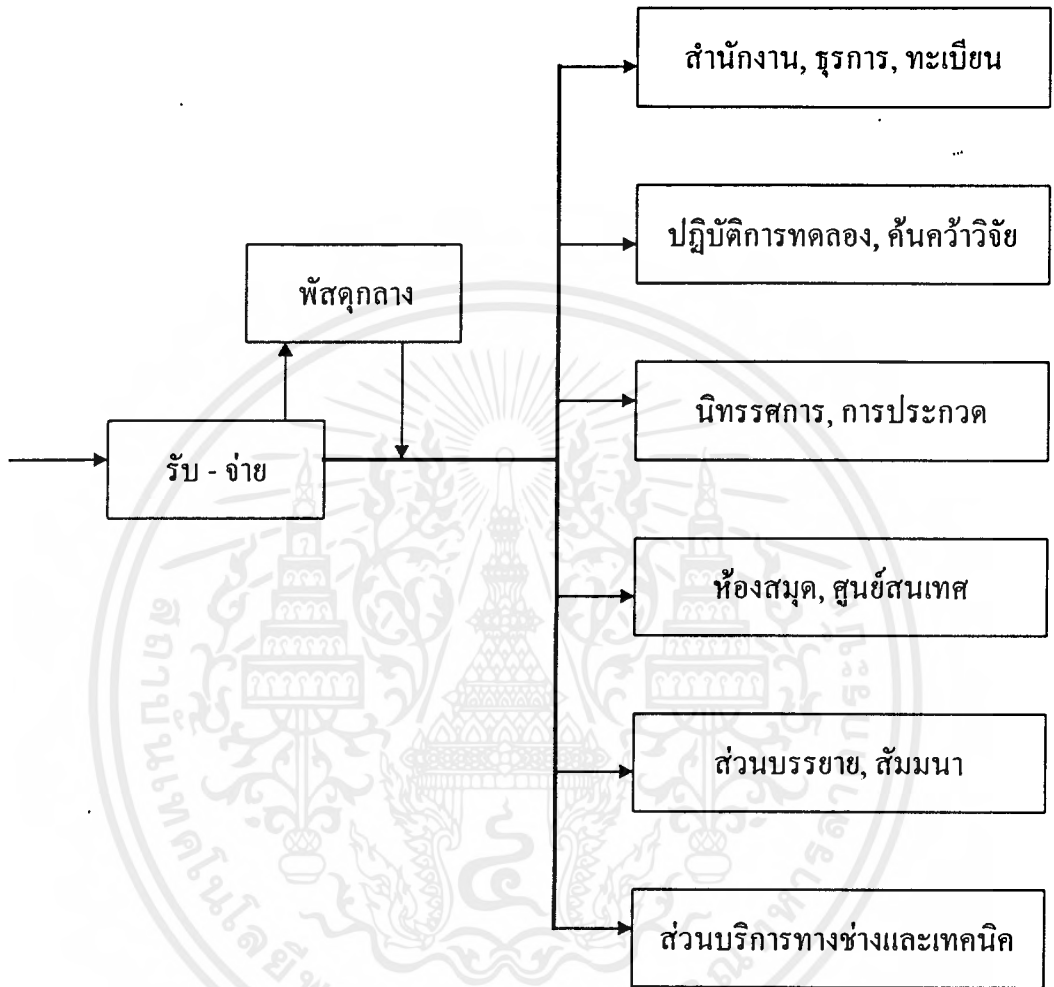 สำนักงาน, ธุรการ, ทะเบียน
ปฏิบัติการทดลอง, ค้นคว้าวิจัย
พัสดุกลาง
นิทรรศการ, การประกวด
รับ - จ่าย
ห้องสมุด, ศูนย์สนเทศ
ส่วนบรรยาย, สัมมนา
ส่วนบริการทางช่างและเทคนิค